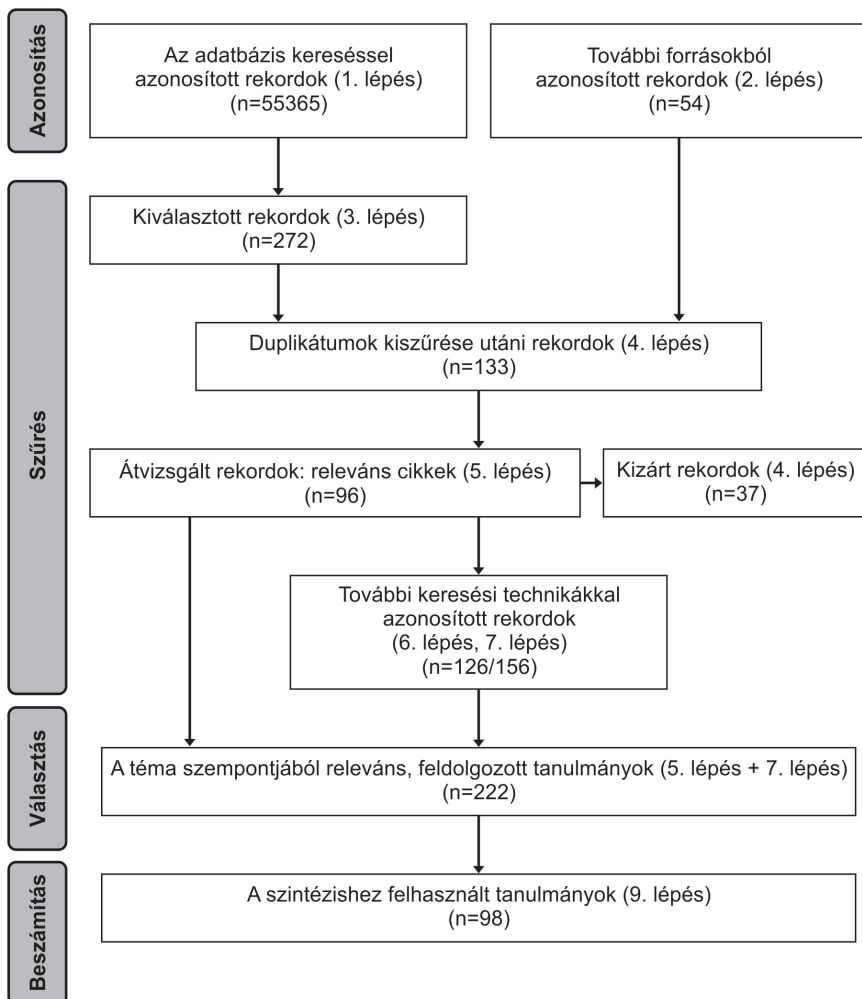 Azonosítás
Az adatbázis kereséssel
azonosított rekordok (1. lépés)
(n=55365)
További forrásokból
azonosított rekordok (2. lépés)
(n=54)
Szűrés
Kiválasztott rekordok (3. lépés)
(n=272)
Duplikátumok kiszűrése utáni rekordok (4. lépés)
(n=133)
Átvizsgált rekordok: releváns cikkek (5. lépés)
(n=96)
Kizárt rekordok (4. lépés)
(n=37)
További keresési technikákkal
azonosított rekordok
(6. lépés, 7. lépés)
(n=126/156)
Választás
A téma szempontjából releváns, feldolgozott tanulmányok (5. lépés + 7. lépés)
(n=222)
Beszámítás
A szintézishez felhasznált tanulmányok (9. lépés)
(n=98)